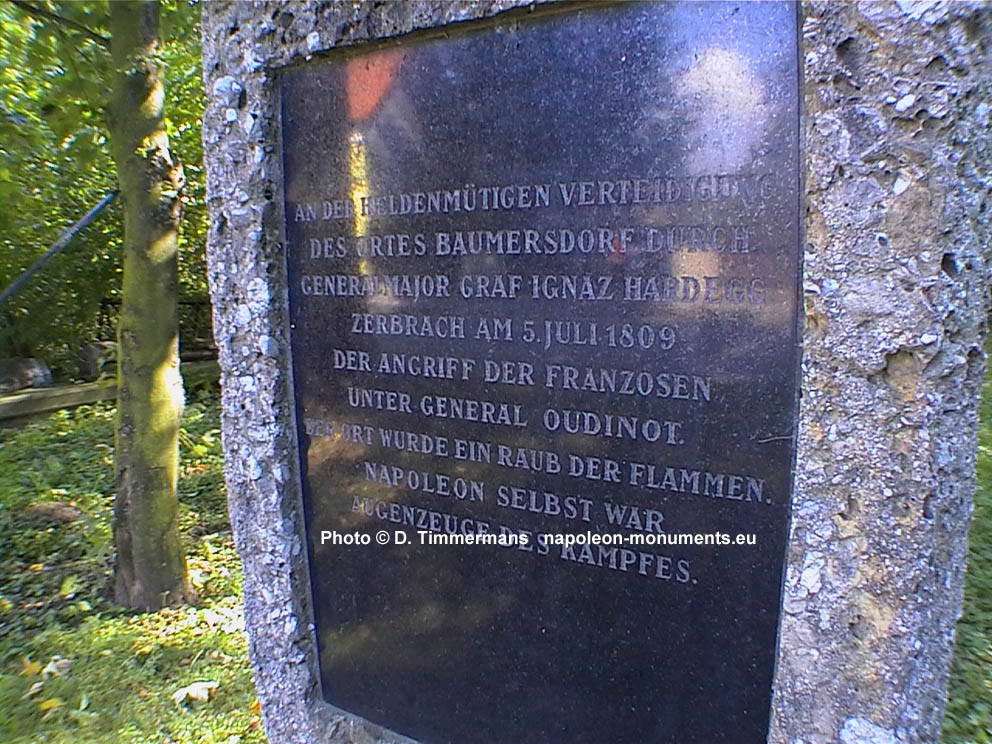 AN DER HELDENMÜTIGEN VERTEIDIGUNG
DES ORTES BAUMERSDORF DURCH
GENERALMAJOR GRAF IGNAZ HARDEGG
ZERBRACH AM 5.JULI·1809
DER ANGRIFF DER FRANZOSEN
UNTER GENERAL OUDINOT.
DER ORT WURDE EIN RAUB DER FLAMMEN.
NAPOLEON SELBST WAR
AUGENZEUGE DES KAMPFES.
Photo © D. Timmermans napoleon-monuments.eu